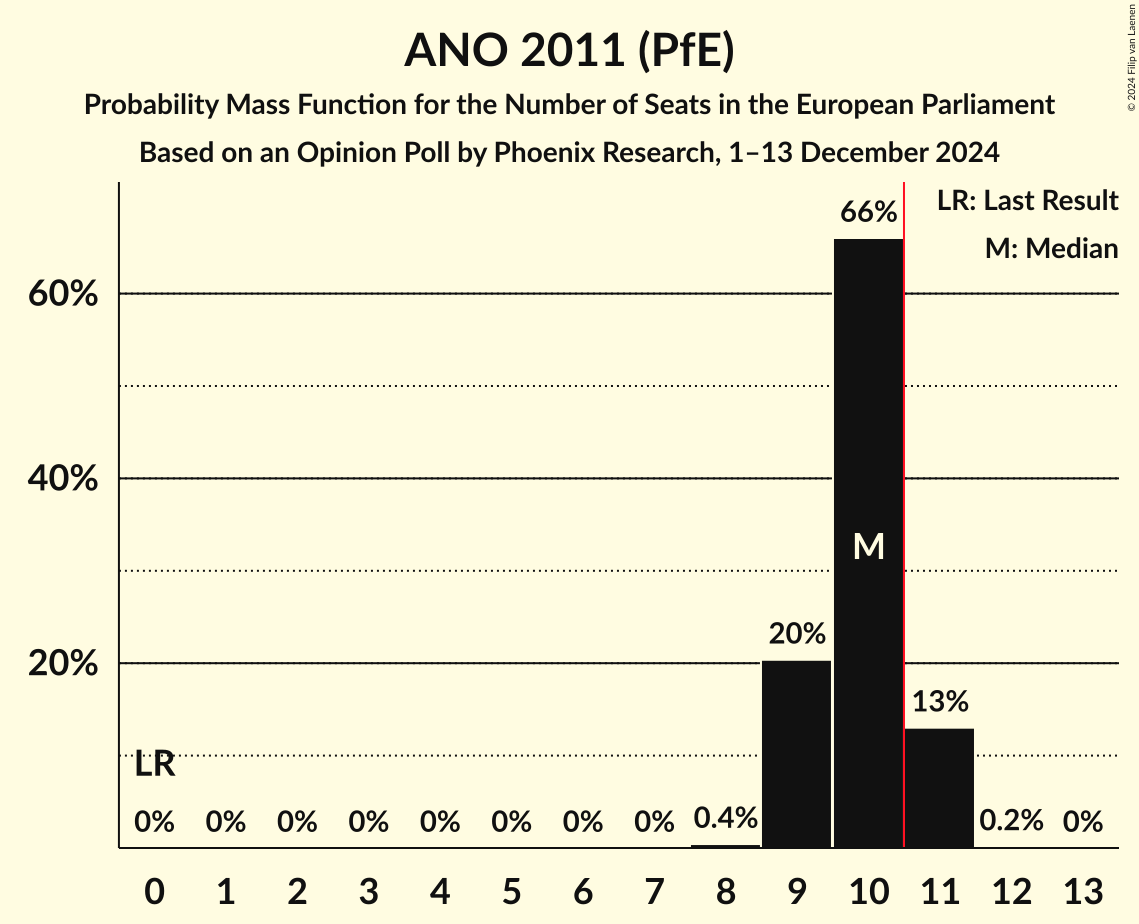 ANO 2011 (PfE)
Probability Mass Function for the Number of Seats in the European Parliament
Based on an Opinion Poll by Phoenix Research, 1–13 December 2024
© 2024 Filip van Laenen
LR: Last Result
M: Median
66%
60%
40%
M
20%
20%
13%
LR
0% 0% 0% 0% 0% 0% 0% 0% 0.4% 0.2% 0%
0 1 2 3 4 5 6 7 8 9 10 11 12 13